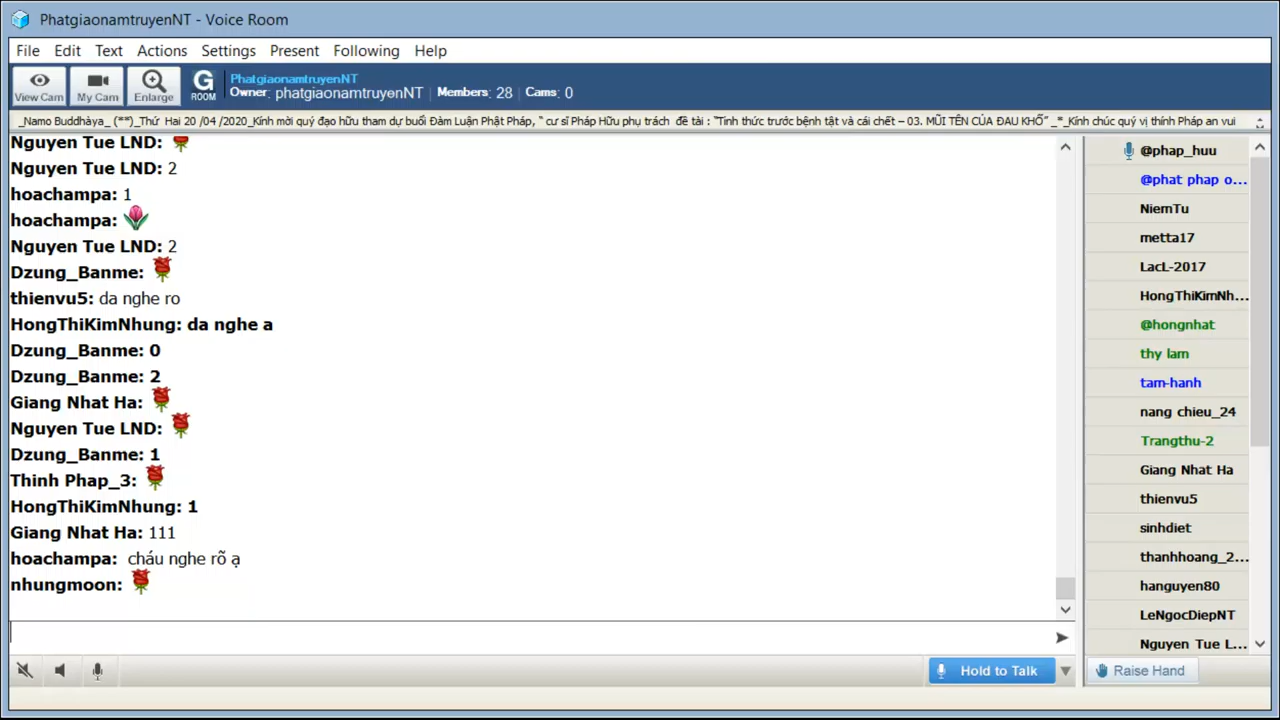 PhatgiaonamtruyenNT - Voice Room
File Edit Text Actions Settings Present Following Help
View Cam My Cam Enlarge G ROOM
PhatgiaonamtruyenNT
Owner: phatgiaonamtruyenNT Members: 28 Cams: 0
_Namo Buddhàya_ (**)_Thứ Hai 20 /04 /2020_Kính mời quý đạo hữu tham dự buổi Đàm Luận Phật Pháp, “ cư sĩ Pháp Hữu phụ trách đề tài : “Tỉnh thức trước bệnh tật và cái chết – 03. MŨI TÊN CỦA ĐAU KHỔ” _*_Kính chúc quý vị thính Pháp an vui
Nguyen Tue LND:
Nguyen Tue LND: 2
hoachampa: 1
hoachampa:
Nguyen Tue LND: 2
Dzung_Banme:
thienvu5: da nghe ro
HongThiKimNhung: da nghe a
Dzung_Banme: 0
Dzung_Banme: 2
Giang Nhat Ha:
Nguyen Tue LND:
Dzung_Banme: 1
Thinh Phap_3:
HongThiKimNhung: 1
Giang Nhat Ha: 111
hoachampa: cháu nghe rõ ạ
nhungmoon:
@phap_huu
@phat phap o...
NiemTu
metta17
LacL-2017
HongThiKimNh...
@hongnhat
thy lam
tam-hanh
nang chieu_24
Trangthu-2
Giang Nhat Ha
thienvu5
sinhdiet
thanhhoang_2...
hanguyen80
LeNgocDiepNT
Nguyen Tue L...
Hold to Talk
Raise Hand